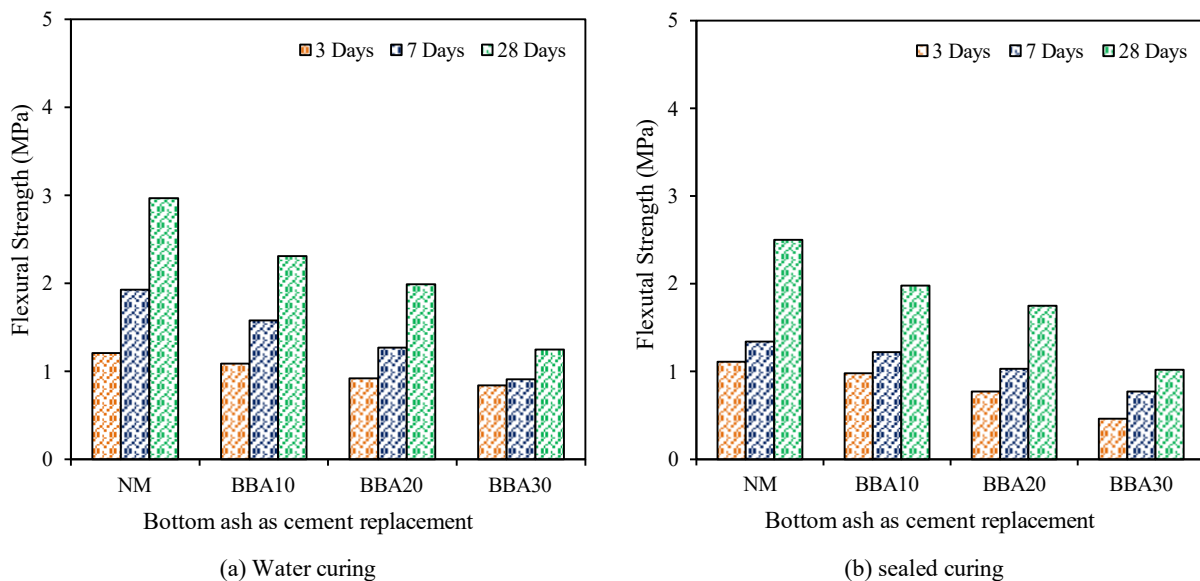 5
4
3
2
1
0
Flexural Strength (MPa)
3 Days 7 Days 28 Days
NM BBA10 BBA20 BBA30
Bottom ash as cement replacement
(a) Water curing
5
4
3
2
1
0
Flexutal Strength (MPa)
3 Days 7 Days 28 Days
NM BBA10 BBA20 BBA30
Bottom ash as cement replacement
(b) sealed curing